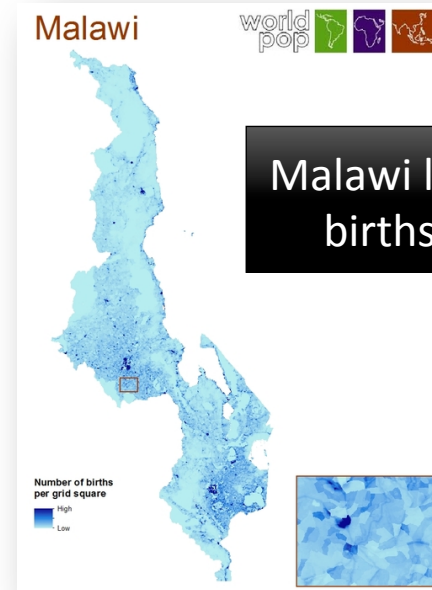 Malawi
world
pop
Malawi l
births
Number of births
per grid square
High
Low